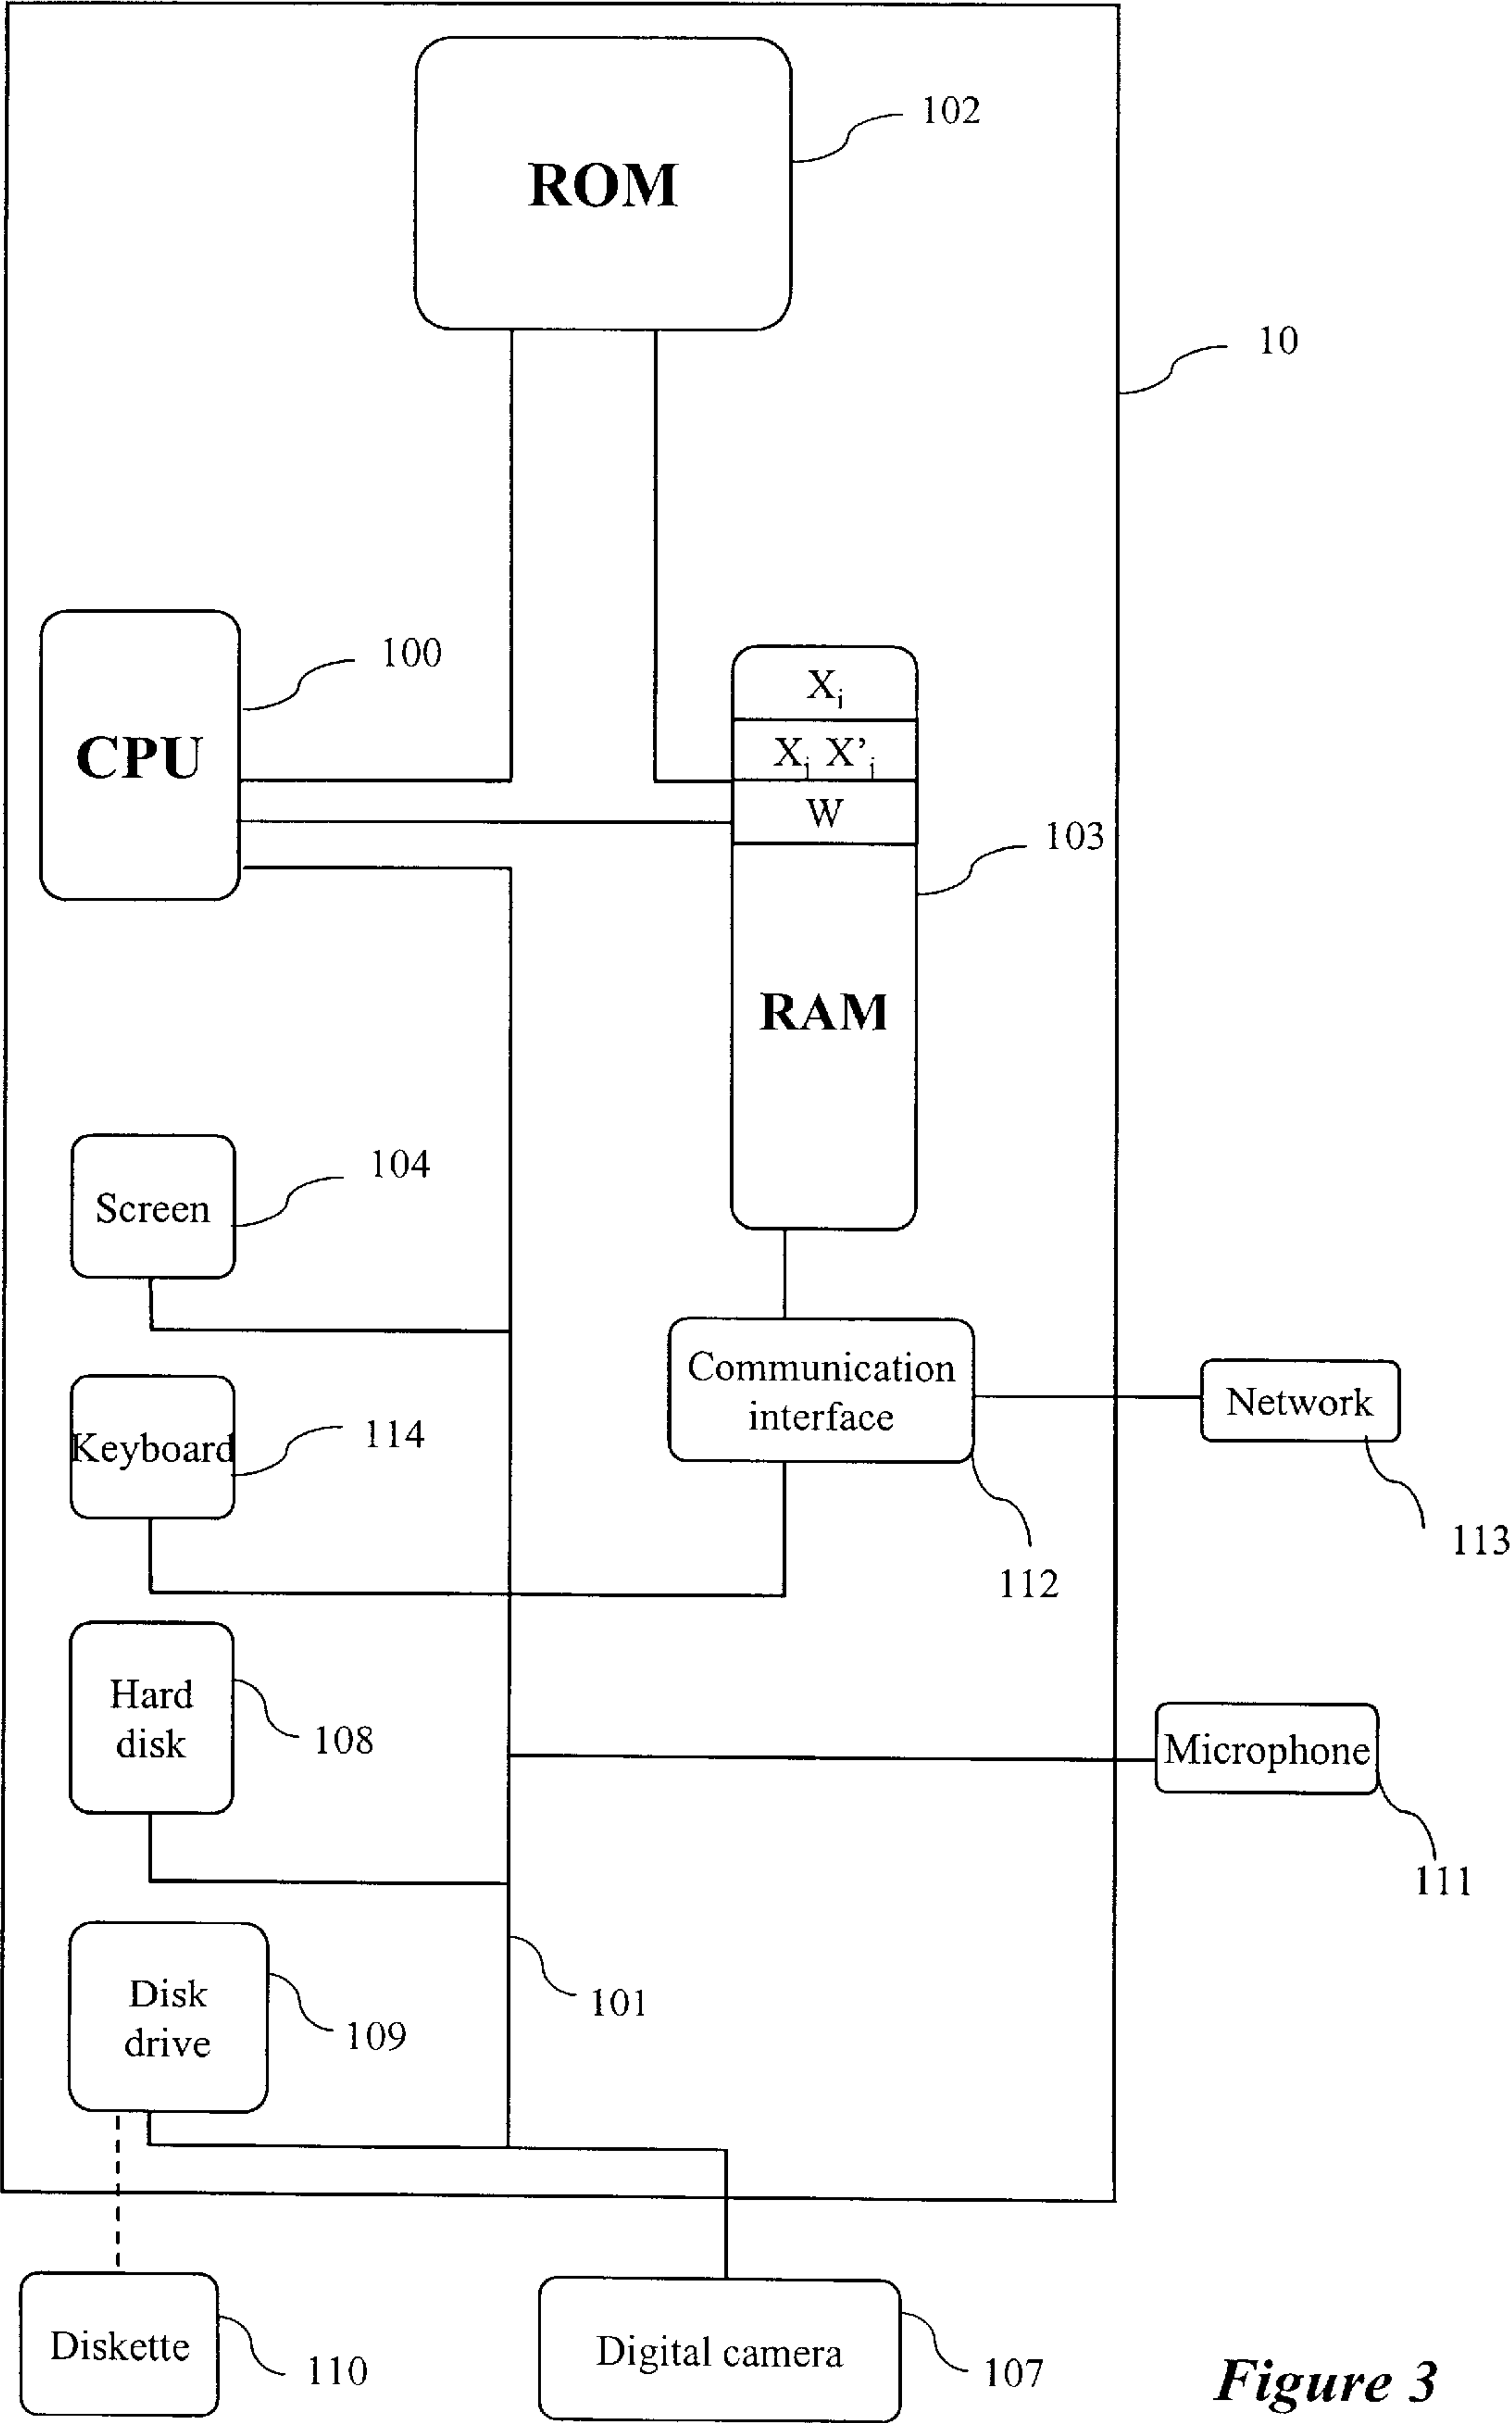 102
ROM
10
100
CPU
Xᵢ
Xᵢ X’ᵢ
W
103
RAM
104
Screen
Communication
interface
Network
Keyboard
114
113
112
Hard
disk
108
Microphone
111
Disk
drive
101
109
Diskette
110
Digital camera
107
Figure 3